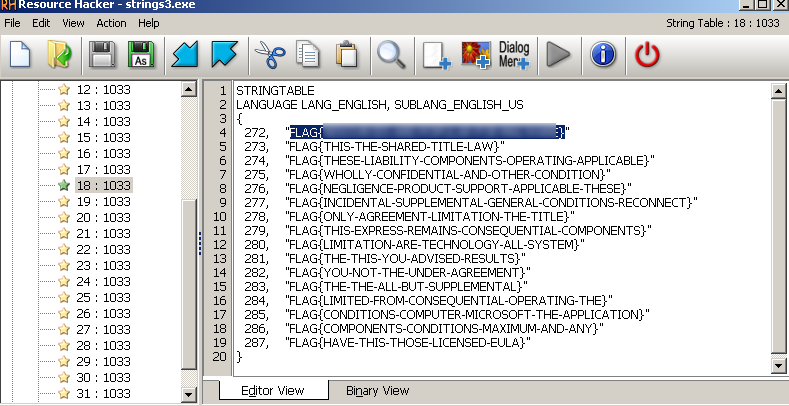 Resource Hacker - strings3.exe
File Edit View Action Help
String Table : 18 : 1033
As
Dialog
Men
12 : 1033
13 : 1033
14 : 1033
15 : 1033
16 : 1033
17 : 1033
18 : 1033
19 : 1033
20 : 1033
21 : 1033
22 : 1033
23 : 1033
24 : 1033
25 : 1033
26 : 1033
27 : 1033
28 : 1033
29 : 1033
30 : 1033
31 : 1033
1 STRINGTABLE
2 LANGUAGE LANG_ENGLISH, SUBLANG_ENGLISH_US
3 {
4 272, "FLAG{ }"
5 273, "FLAG{THIS-THE-SHARED-TITLE-LAW}"
6 274, "FLAG{THESE-LIABILITY-COMPONENTS-OPERATING-APPLICABLE}"
7 275, "FLAG{WHOLLY-CONFIDENTIAL-AND-OTHER-CONDITION}"
8 276, "FLAG{NEGLIGENCE-PRODUCT-SUPPORT-APPLICABLE-THESE}"
9 277, "FLAG{INCIDENTAL-SUPPLEMENTAL-GENERAL-CONDITIONS-RECONNECT}"
10 278, "FLAG{ONLY-AGREEMENT-LIMITATION-THE-TITLE}"
11 279, "FLAG{THIS-EXPRESS-REMAINS-CONSEQUENTIAL-COMPONENTS}"
12 280, "FLAG{LIMITATION-ARE-TECHNOLOGY-ALL-SYSTEM}"
13 281, "FLAG{THE-THIS-YOU-ADVISED-RESULTS}"
14 282, "FLAG{YOU-NOT-THE-UNDER-AGREEMENT}"
15 283, "FLAG{THE-THE-ALL-BUT-SUPPLEMENTAL}"
16 284, "FLAG{LIMITED-FROM-CONSEQUENTIAL-OPERATING-THE}"
17 285, "FLAG{CONDITIONS-COMPUTER-MICROSOFT-THE-APPLICATION}"
18 286, "FLAG{COMPONENTS-CONDITIONS-MAXIMUM-AND-ANY}"
19 287, "FLAG{HAVE-THIS-THOSE-LICENSED-EULA}"
20 }
Editor View Binary View